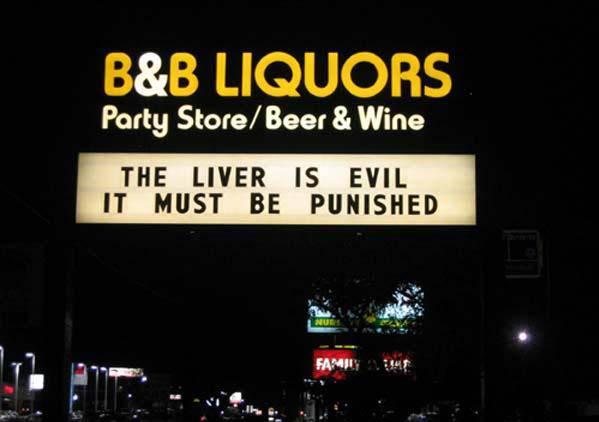 B&B LIQUORS
Party Store/Beer & Wine
THE LIVER IS EVIL
IT MUST BE PUNISHED